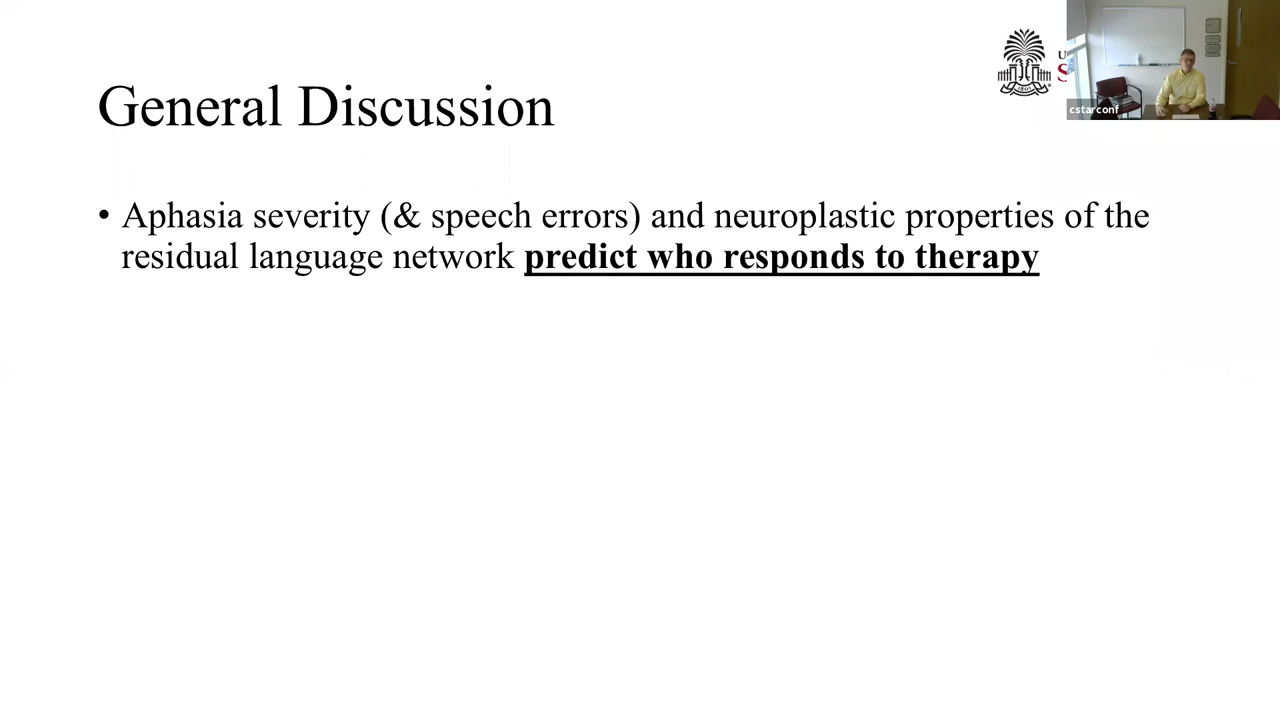 General Discussion
• Aphasia severity (& speech errors) and neuroplastic properties of the
residual language network predict who responds to therapy
cstarconf